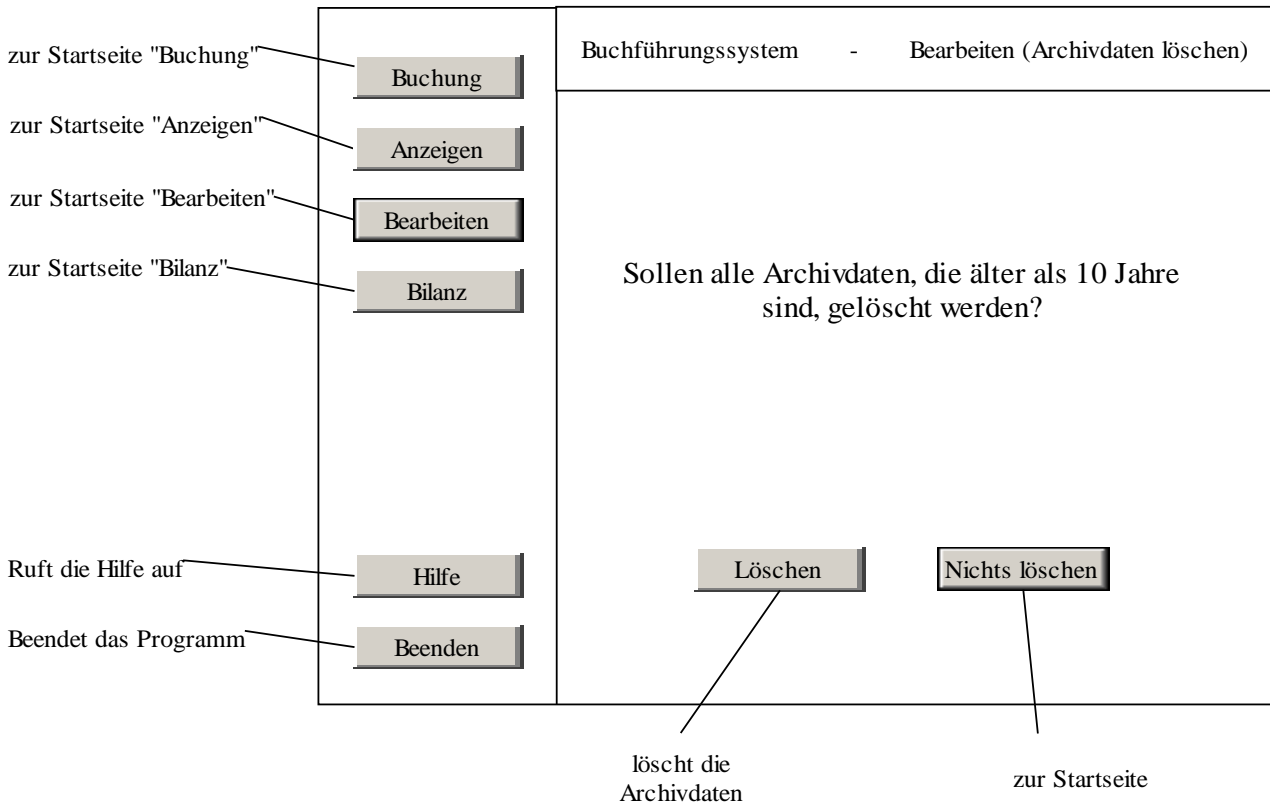 zur Startseite "Buchung"
Buchung
Buchführungssystem - Bearbeiten (Archivdaten löschen)
zur Startseite "Anzeigen"
Anzeigen
zur Startseite "Bearbeiten"
Bearbeiten
zur Startseite "Bilanz"
Bilanz
Sollen alle Archivdaten, die älter als 10 Jahre
sind, gelöscht werden?
Ruft die Hilfe auf
Hilfe
Löschen
Nichts löschen
Beendet das Programm
Beenden
löscht die
Archivdaten
zur Startseite